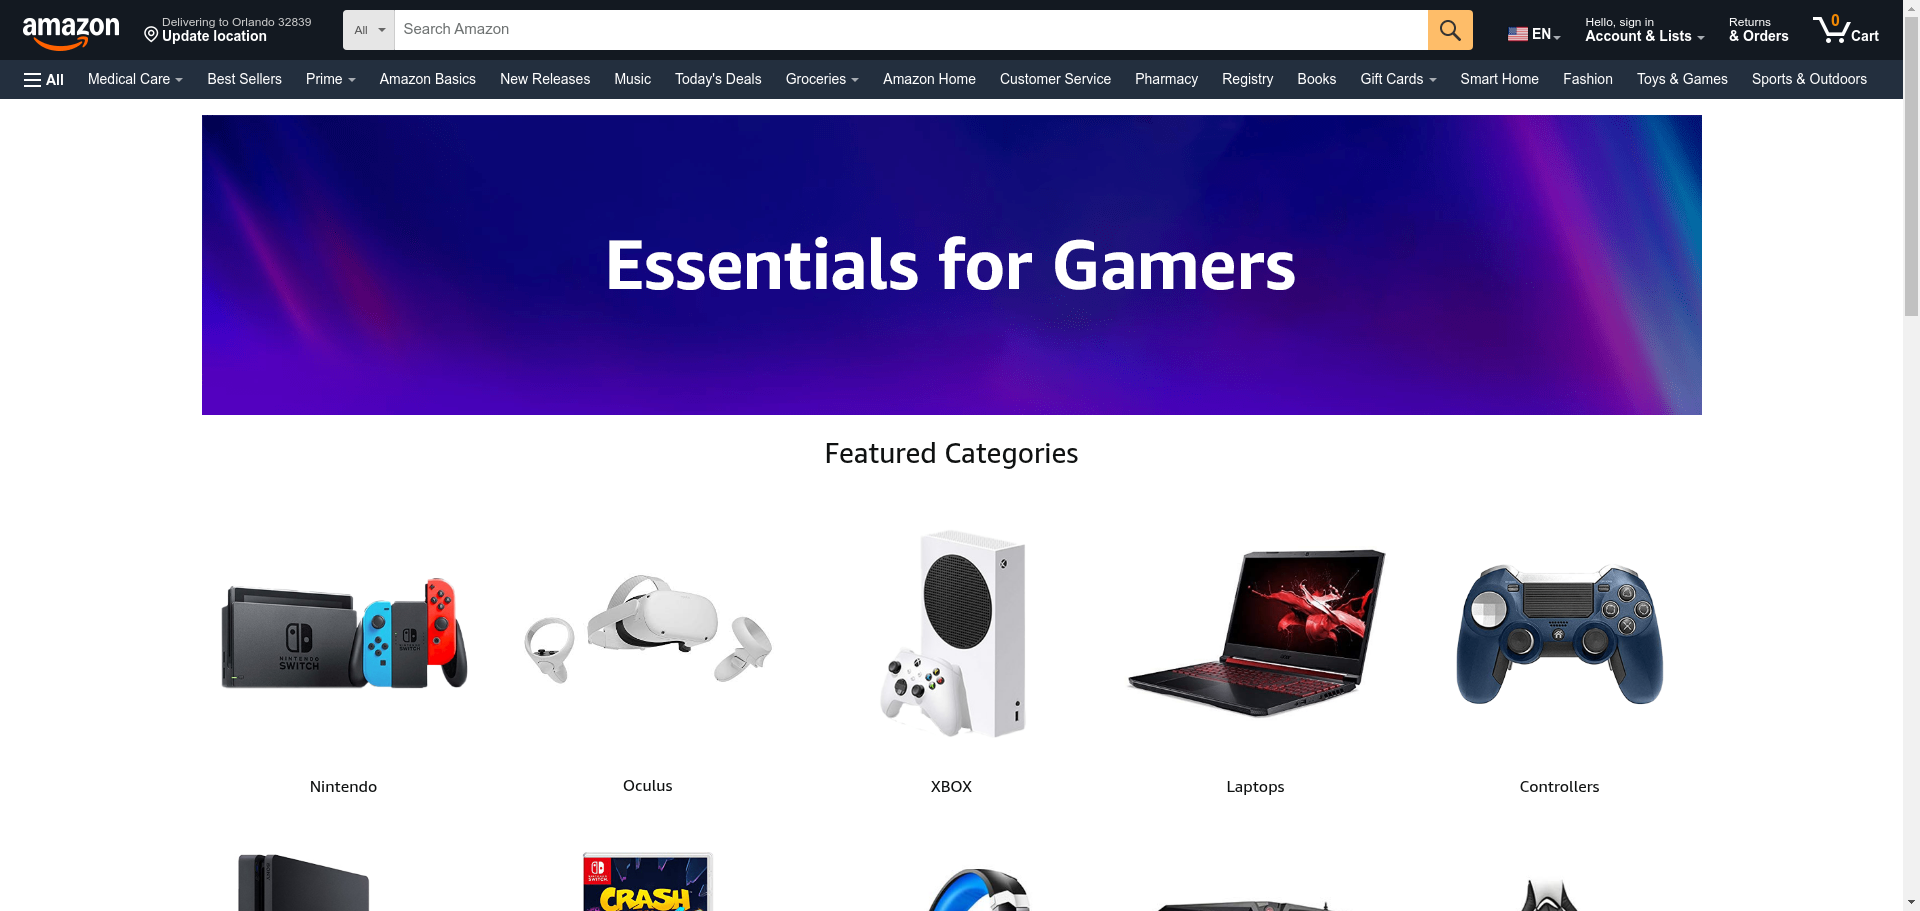 amazon
Delivering to Orlando 32839
Update location
All
Search Amazon
EN
Hello, sign in
Account & Lists
Returns
& Orders
0
Cart
All
Medical Care
Best Sellers
Prime
Amazon Basics
New Releases
Music
Today's Deals
Groceries
Amazon Home
Customer Service
Pharmacy
Registry
Books
Gift Cards
Smart Home
Fashion
Toys & Games
Sports & Outdoors
Essentials for Gamers
Featured Categories
NINTENDO
SWITCH
Nintendo
Oculus
XBOX
Laptops
Controllers
CRASH